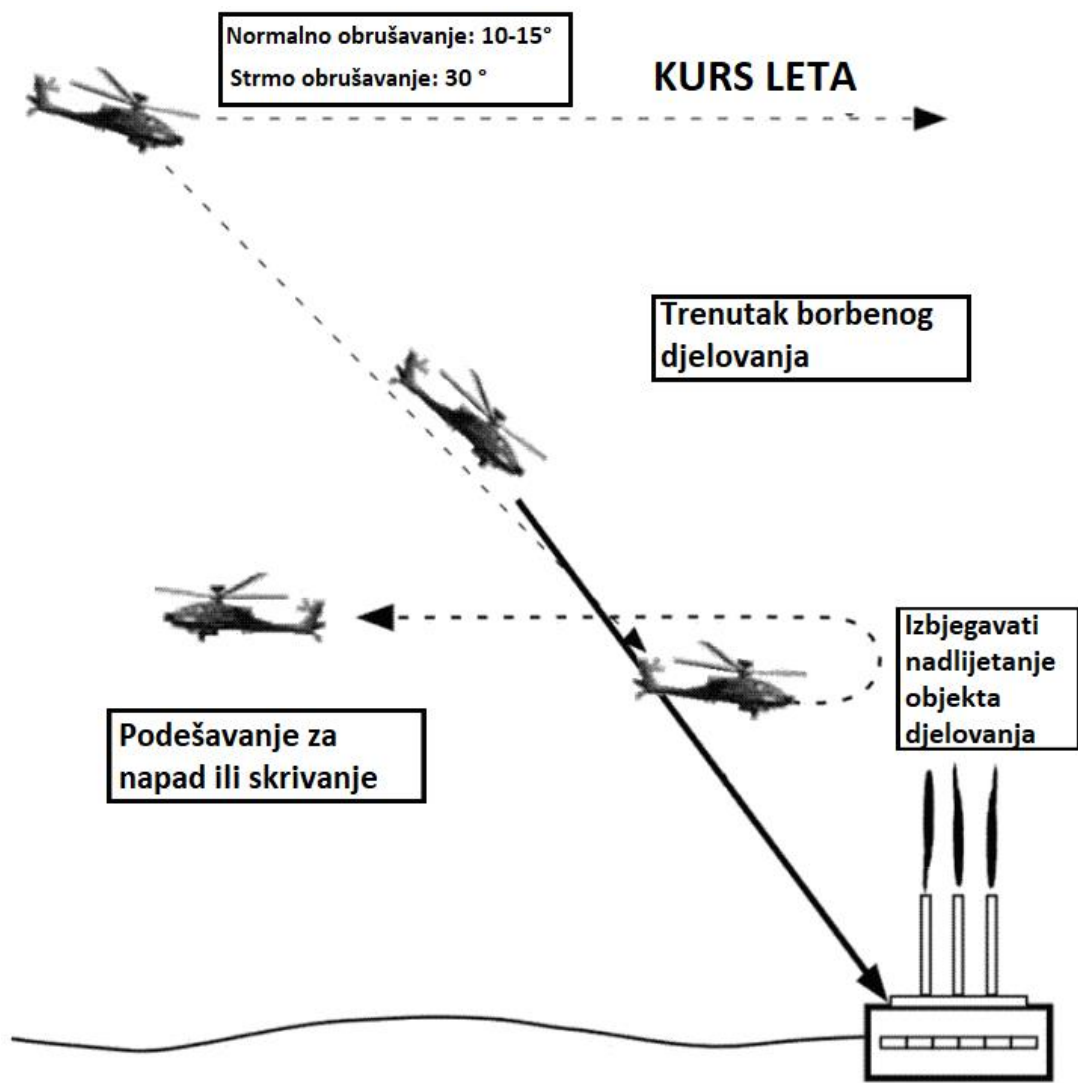 Normalno obrušavanje: 10-15°
Strmo obrušavanje: 30 °
KURS LETA
Trenutak borbenog
djelovanja
Izbjegavati
nadlijetanje
objekta
djelovanja
Podešavanje za
napad ili skrivanje